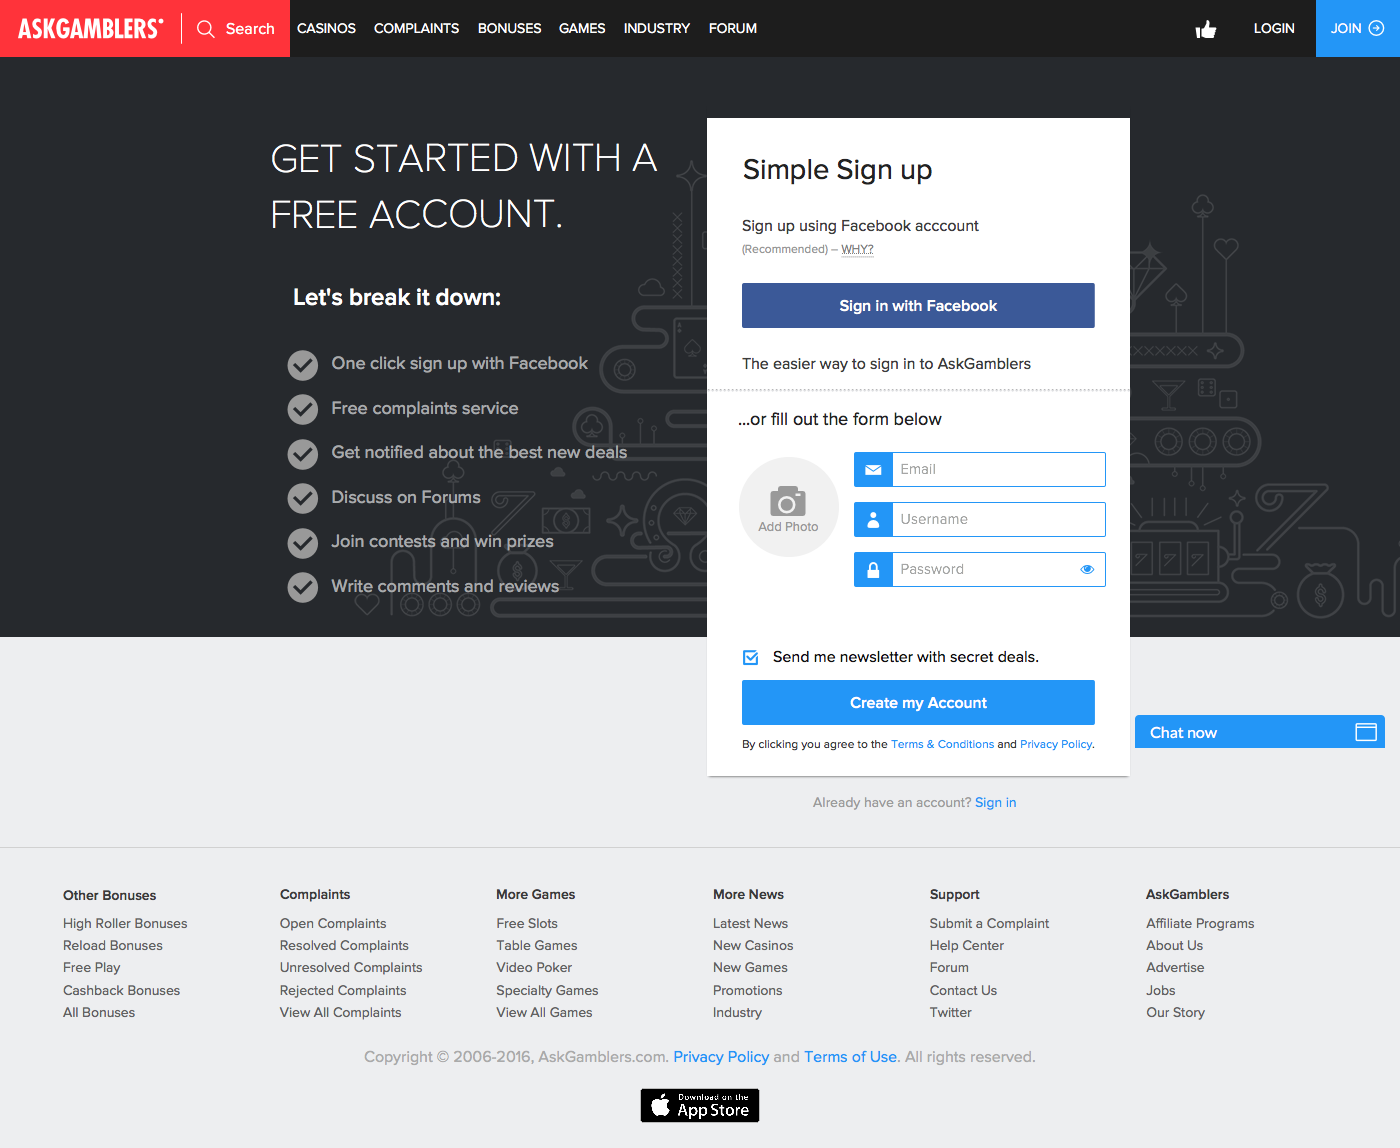 ASKGAMBLERS
Search
CASINOS
COMPLAINTS
BONUSES
GAMES
INDUSTRY
FORUM
LOGIN
JOIN
GET STARTED WITH A
FREE ACCOUNT.
Let's break it down:
One click sign up with Facebook
Free complaints service
Get notified about the best new deals
Discuss on Forums
Join contests and win prizes
Write comments and reviews
Simple Sign up
Sign up using Facebook acccount
(Recommended) – WHY?
Sign in with Facebook
The easier way to sign in to AskGamblers
...or fill out the form below
Add Photo
Email
Username
Password
Send me newsletter with secret deals.
Create my Account
By clicking you agree to the Terms & Conditions and Privacy Policy.
Already have an account? Sign in
Chat now
Other Bonuses
High Roller Bonuses
Reload Bonuses
Free Play
Cashback Bonuses
All Bonuses
Complaints
Open Complaints
Resolved Complaints
Unresolved Complaints
Rejected Complaints
View All Complaints
More Games
Free Slots
Table Games
Video Poker
Specialty Games
View All Games
More News
Latest News
New Casinos
New Games
Promotions
Industry
Support
Submit a Complaint
Help Center
Forum
Contact Us
Twitter
AskGamblers
Affiliate Programs
About Us
Advertise
Jobs
Our Story
Copyright © 2006-2016, AskGamblers.com. Privacy Policy and Terms of Use. All rights reserved.
Download on the
App Store